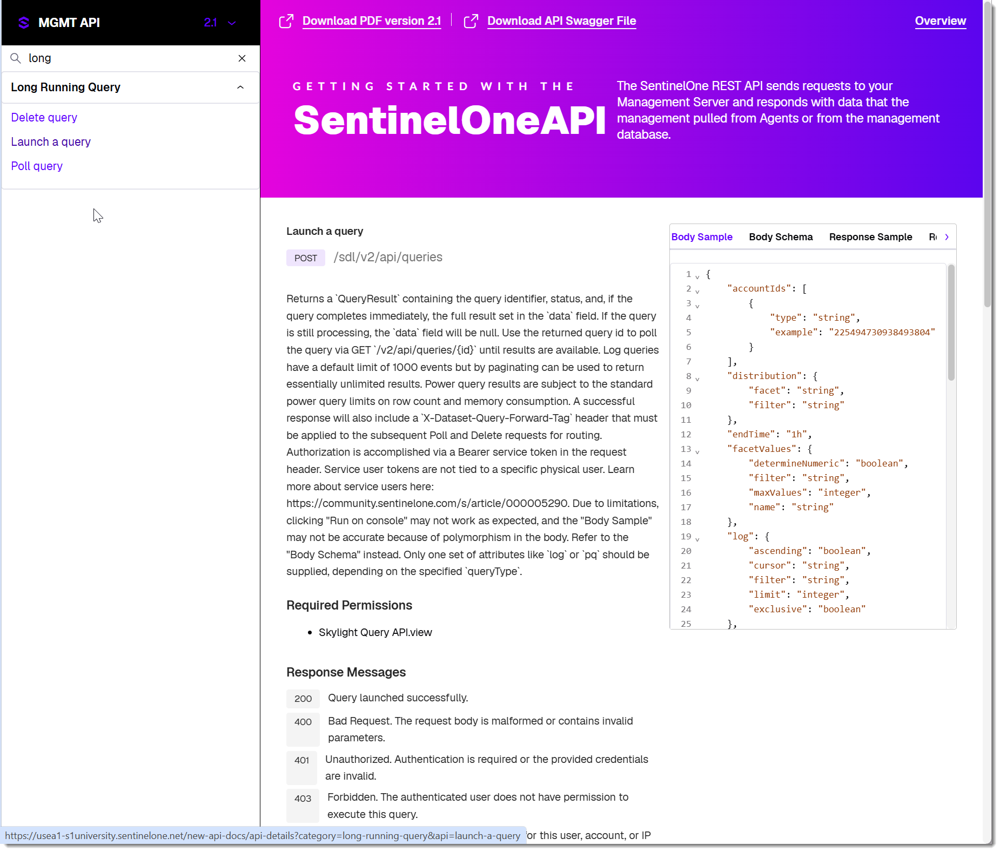 MGMT API
2.1
long
Long Running Query
Delete query
Launch a query
Poll query
Download PDF version 2.1
Download API Swagger File
Overview
GETTING STARTED WITH THE
SentinelOneAPI
The SentinelOne REST API sends requests to your
Management Server and responds with data that the
management pulled from Agents or from the management
database.
Launch a query
POST /sdl/v2/api/queries
Returns a `QueryResult` containing the query identifier, status, and, if the
query completes immediately, the full result set in the `data` field. If the query
is still processing, the `data` field will be null. Use the returned query id to poll
the query via GET `/v2/api/queries/{id}` until results are available. Log queries
have a default limit of 1000 events but by paginating can be used to return
essentially unlimited results. Power query results are subject to the standard
power query limits on row count and memory consumption. A successful
response will also include a `X-Dataset-Query-Forward-Tag` header that must
be applied to the subsequent Poll and Delete requests for routing.
Authorization is accomplished via a Bearer service token in the request
header. Service user tokens are not tied to a specific physical user. Learn
more about service users here:
https://community.sentinelone.com/s/article/000005290. Due to limitations,
clicking "Run on console" may not work as expected, and the "Body Sample"
may not be accurate because of polymorphism in the body. Refer to the
"Body Schema" instead. Only one set of attributes like `log` or `pq` should be
supplied, depending on the specified `queryType`.
Required Permissions
• Skylight Query API.view
Response Messages
200 Query launched successfully.
400 Bad Request. The request body is malformed or contains invalid
parameters.
401 Unauthorized. Authentication is required or the provided credentials
are invalid.
403 Forbidden. The authenticated user does not have permission to
execute this query.
for this user, account, or IP
Body Sample Body Schema Response Sample
1 {
2 "accountIds": [
3 {
4 "type": "string",
5 "example": "225494730938493804"
6 }
7 ],
8 "distribution": {
9 "facet": "string",
10 "filter": "string"
11 },
12 "endTime": "1h",
13 "facetValues": {
14 "determineNumeric": "boolean",
15 "filter": "string",
16 "maxValues": "integer",
17 "name": "string"
18 },
19 "log": {
20 "ascending": "boolean",
21 "cursor": "string",
22 "filter": "string",
23 "limit": "integer",
24 "exclusive": "boolean"
25 },
https://usea1-s1university.sentinelone.net/new-api-docs/api-details?category=long-running-query&api=launch-a-query